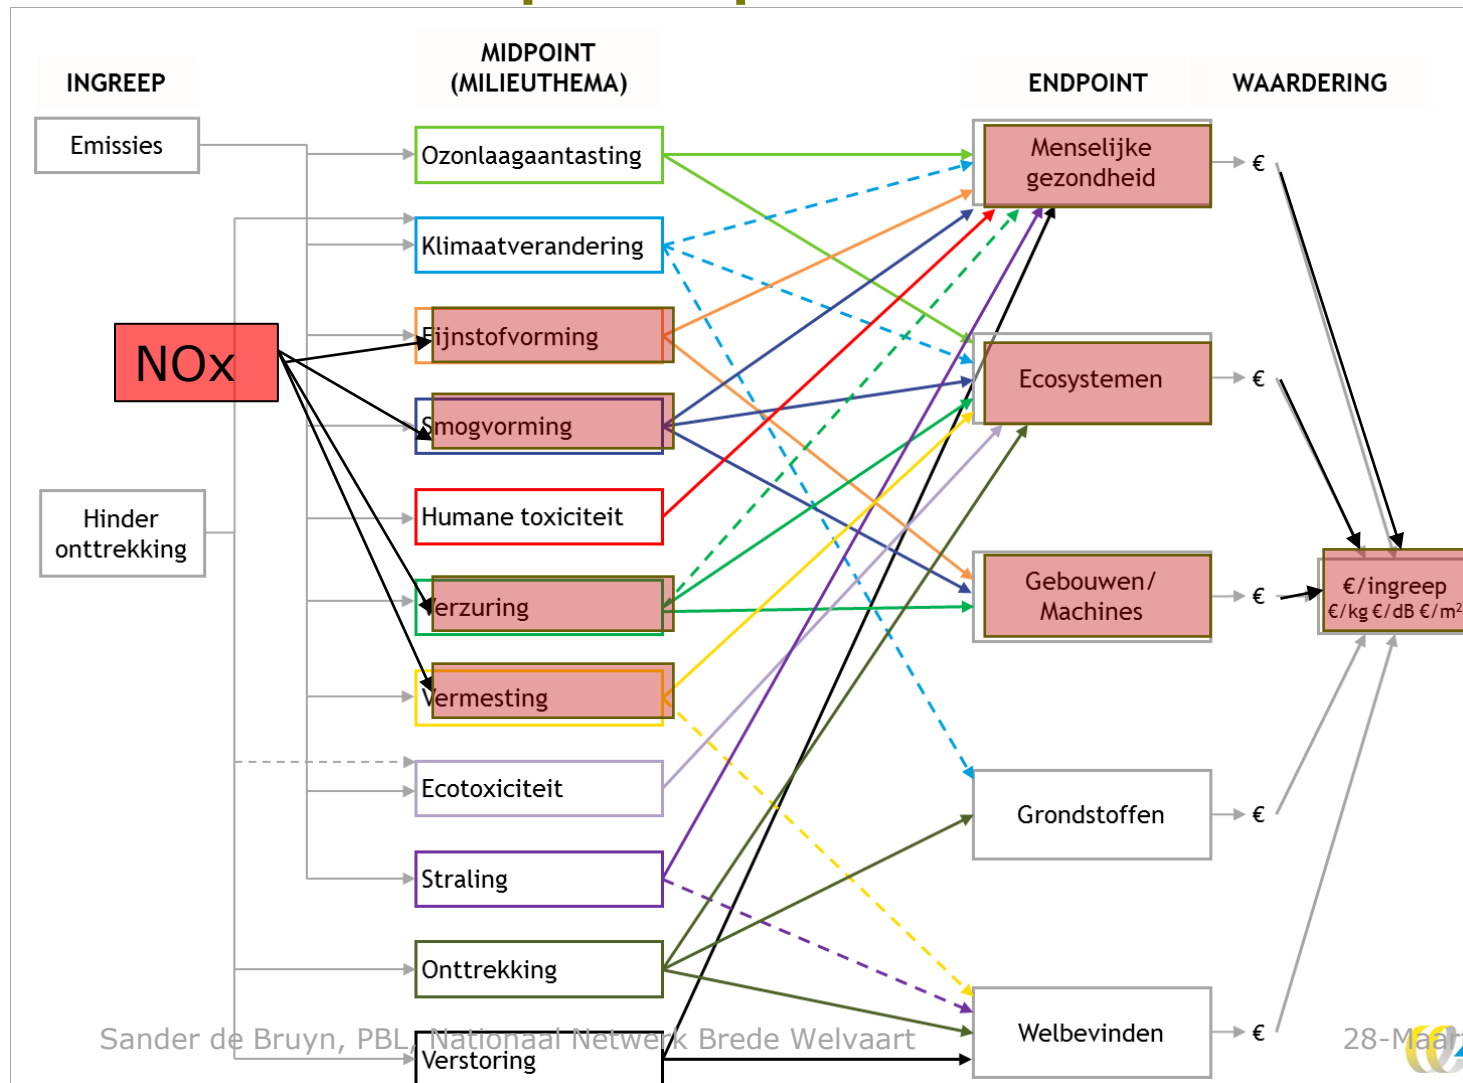 INGREEP
MIDPOINT
(MILIEUTHEMA)
ENDPOINT
WAARDERING
Emissies
Hinder
onttrekking
NOx
Ozonlaagaantasting
Klimaatverandering
Fijnstofvorming
Smogvorming
Humane toxiciteit
Verzuring
Vermesting
Ecotoxiciteit
Straling
Onttrekking
Verstoring
Menselijke
gezondheid
Ecosystemen
Gebouwen/
Machines
Grondstoffen
Welbevinden
€
€
€
€
€
€/ingreep
€/kg €/dB €/m²
Sander de Bruyn, PBL, Nationaal Netwerk Brede Welvaart
28-Maart